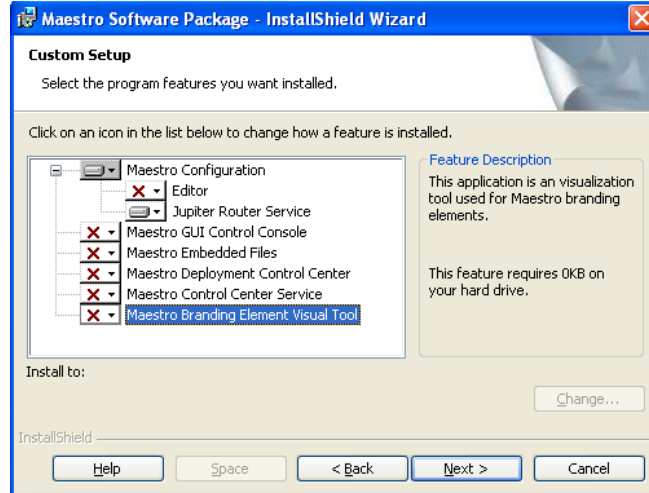 Maestro Software Package - InstallShield Wizard
Custom Setup
Select the program features you want installed.
Click on an icon in the list below to change how a feature is installed.
Maestro Configuration
Editor
Jupiter Router Service
Maestro GUI Control Console
Maestro Embedded Files
Maestro Deployment Control Center
Maestro Control Center Service
Maestro Branding Element Visual Tool
Feature Description
This application is an visualization
tool used for Maestro branding
elements.
This feature requires 0KB on
your hard drive.
Install to:
Change...
InstallShield
Help
Space
< Back
Next >
Cancel